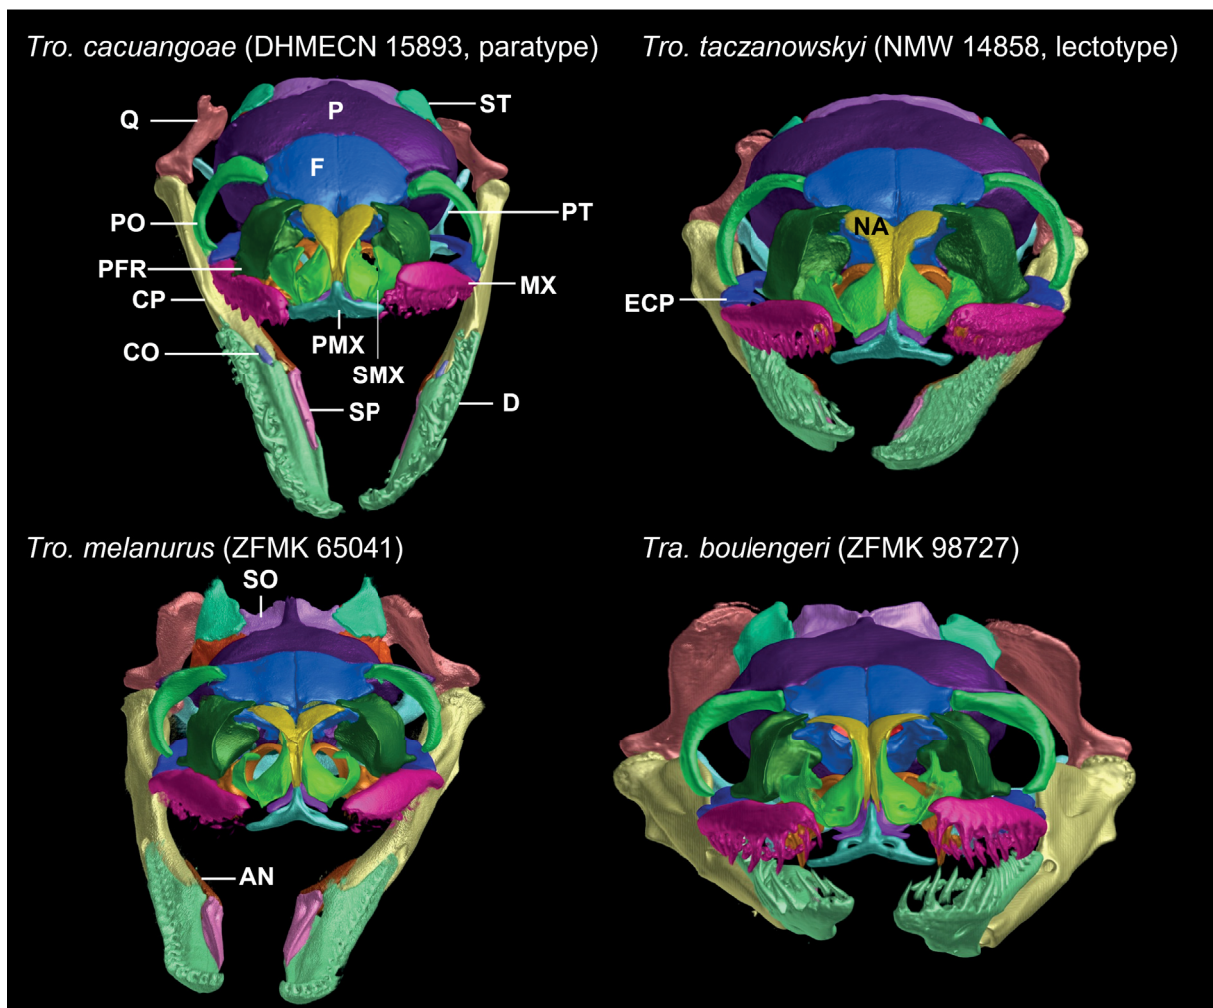 Tro. cacuangoae (DHMECN 15893, paratype)
Tro. taczanowskyi (NMW 14858, lectotype)
Q
P
ST
F
PO
PT
NA
PFR
CP
MX
ECP
CO
PMX
SMX
SP
D
Tro. melanurus (ZFMK 65041)
Tra. boulengeri (ZFMK 98727)
SO
AN